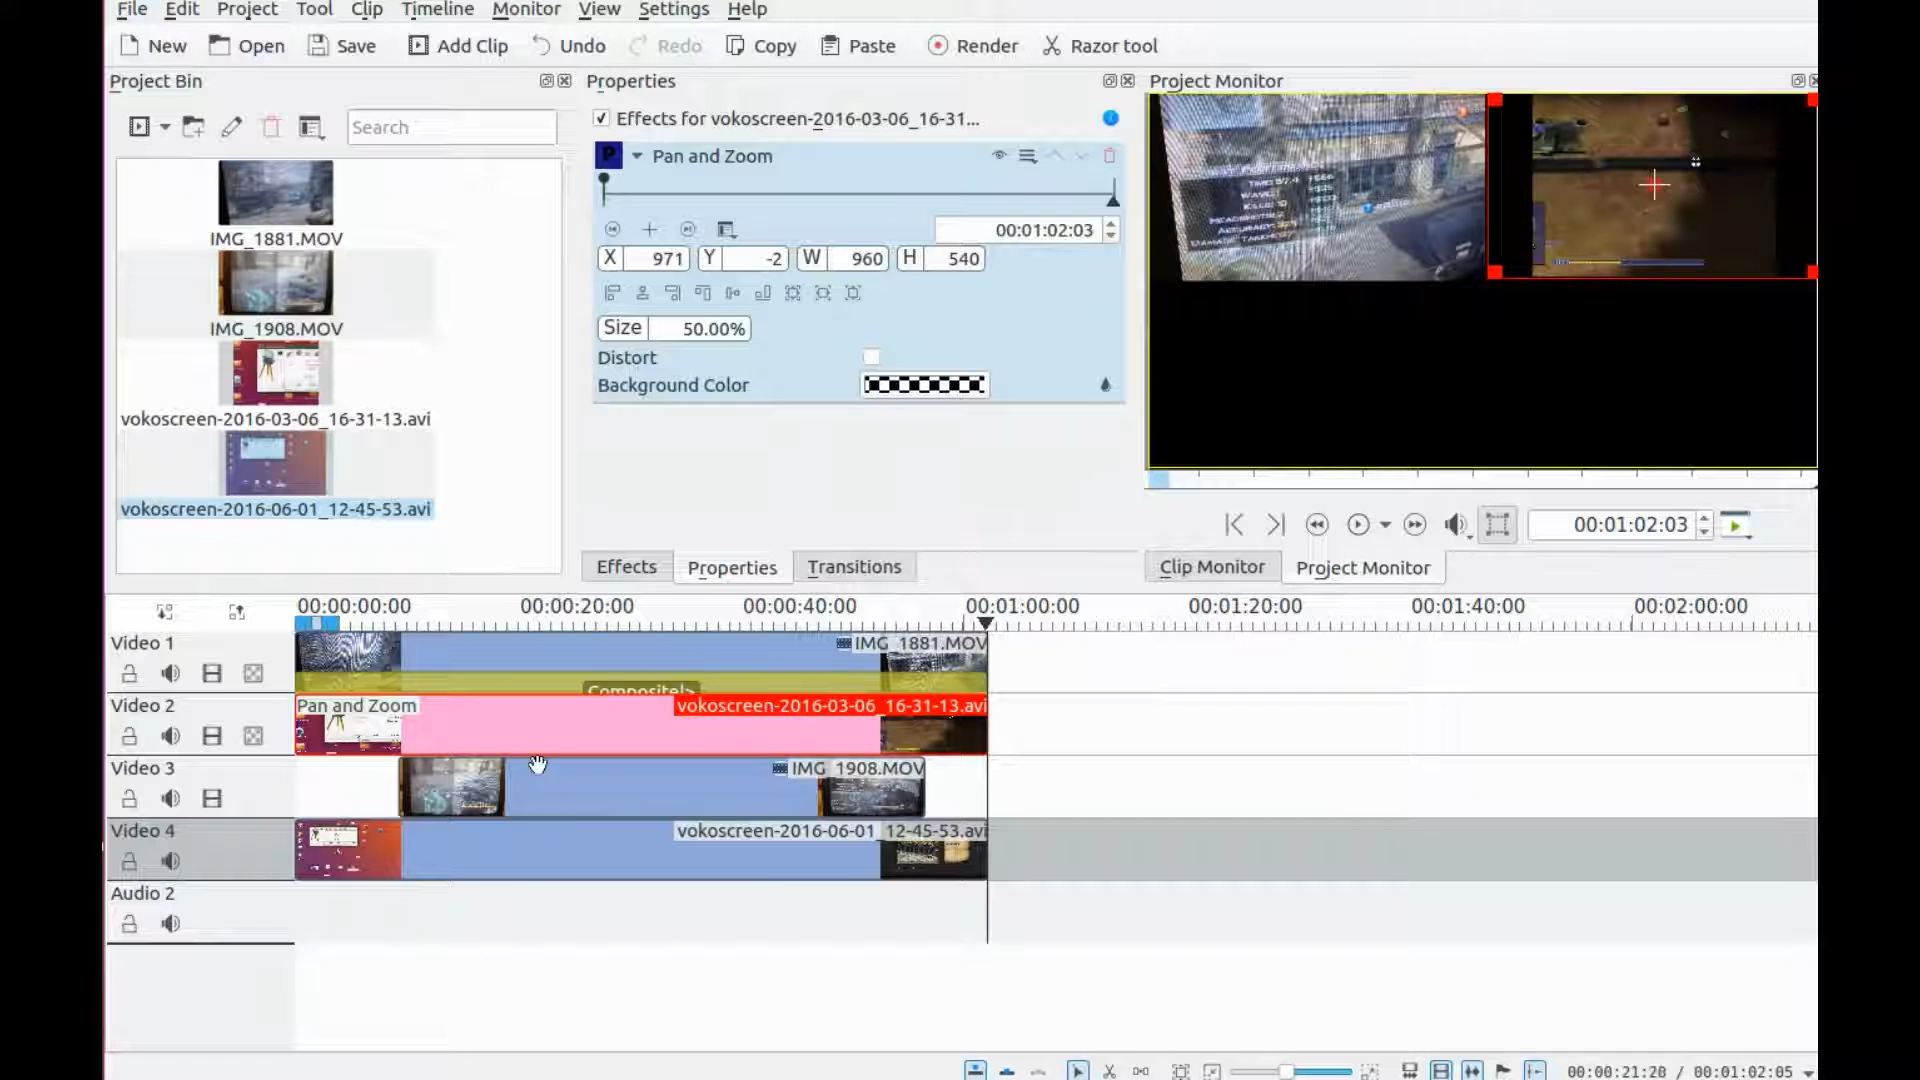 File Edit Project Tool Clip Timeline Monitor View Settings Help
New Open Save Add Clip Undo Redo Copy Paste Render Razor tool
Project Bin
Properties
Project Monitor
Search
IMG_1881.MOV
IMG_1908.MOV
vokoscreen-2016-03-06_16-31-13.avi
vokoscreen-2016-06-01_12-45-53.avi
Effects for vokoscreen-2016-03-06_16-31...
P Pan and Zoom
00:01:02:03
X 971 Y -2 W 960 H 540
Size 50.00%
Distort
Background Color
Effects Properties Transitions
00:01:02:03
Clip Monitor Project Monitor
00:00:00:00 00:00:20:00 00:00:40:00 00:01:00:00 00:01:20:00 00:01:40:00 00:02:00:00
Video 1
IMG_1881.MOV
Video 2
Pan and Zoom
vokoscreen-2016-03-06_16-31-13.avi
Video 3
IMG_1908.MOV
Video 4
vokoscreen-2016-06-01_12-45-53.avi
Audio 2
00:00:21:20 / 00:01:02:05